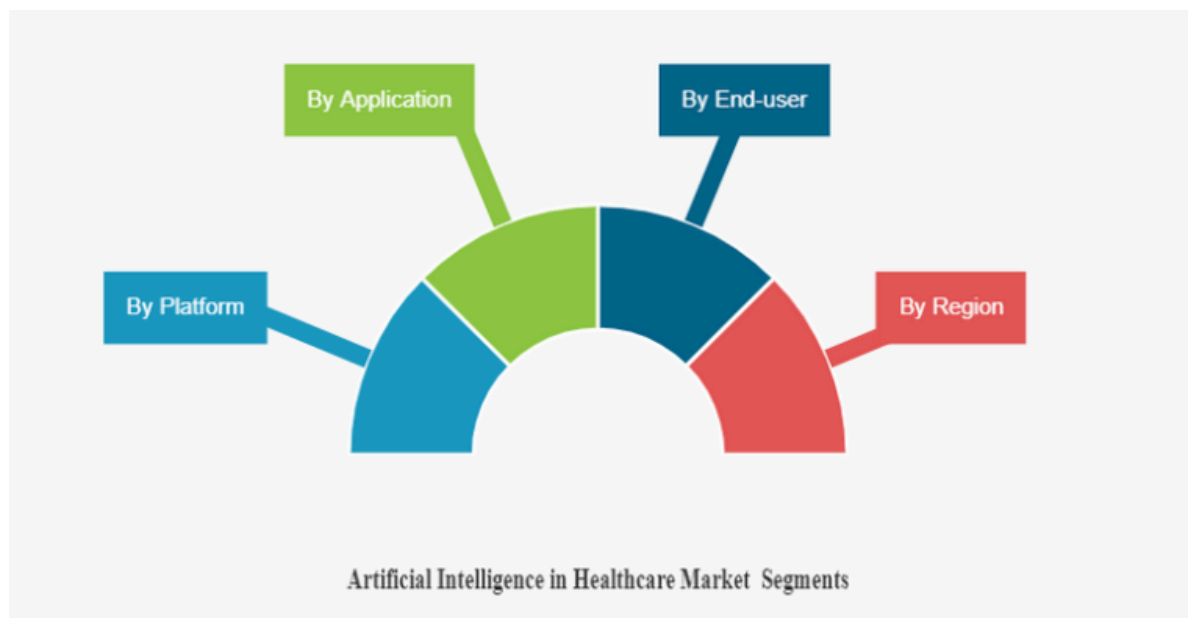 By Application
By End-user
By Platform
By Region
Artificial Intelligence in Healthcare Market Segments